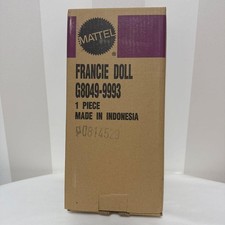 MATTEL
FRANCIE DOLL
G8049-9993
1 PIECE
MADE IN INDONESIA